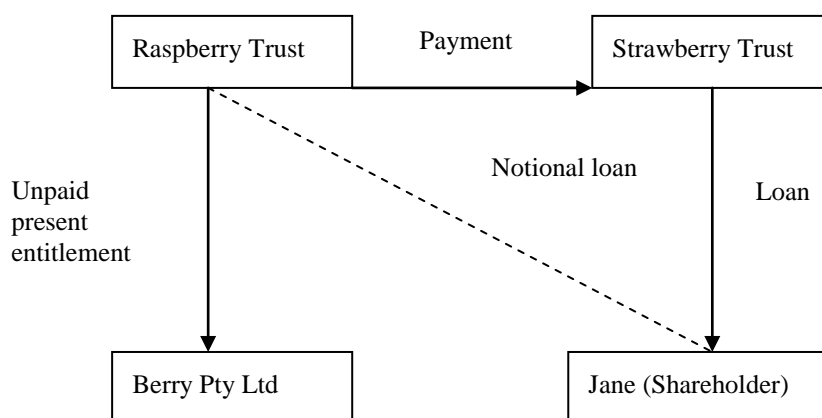 Raspberry Trust
Payment
Strawberry Trust
Unpaid
present
entitlement
Notional loan
Loan
Berry Pty Ltd
Jane (Shareholder)